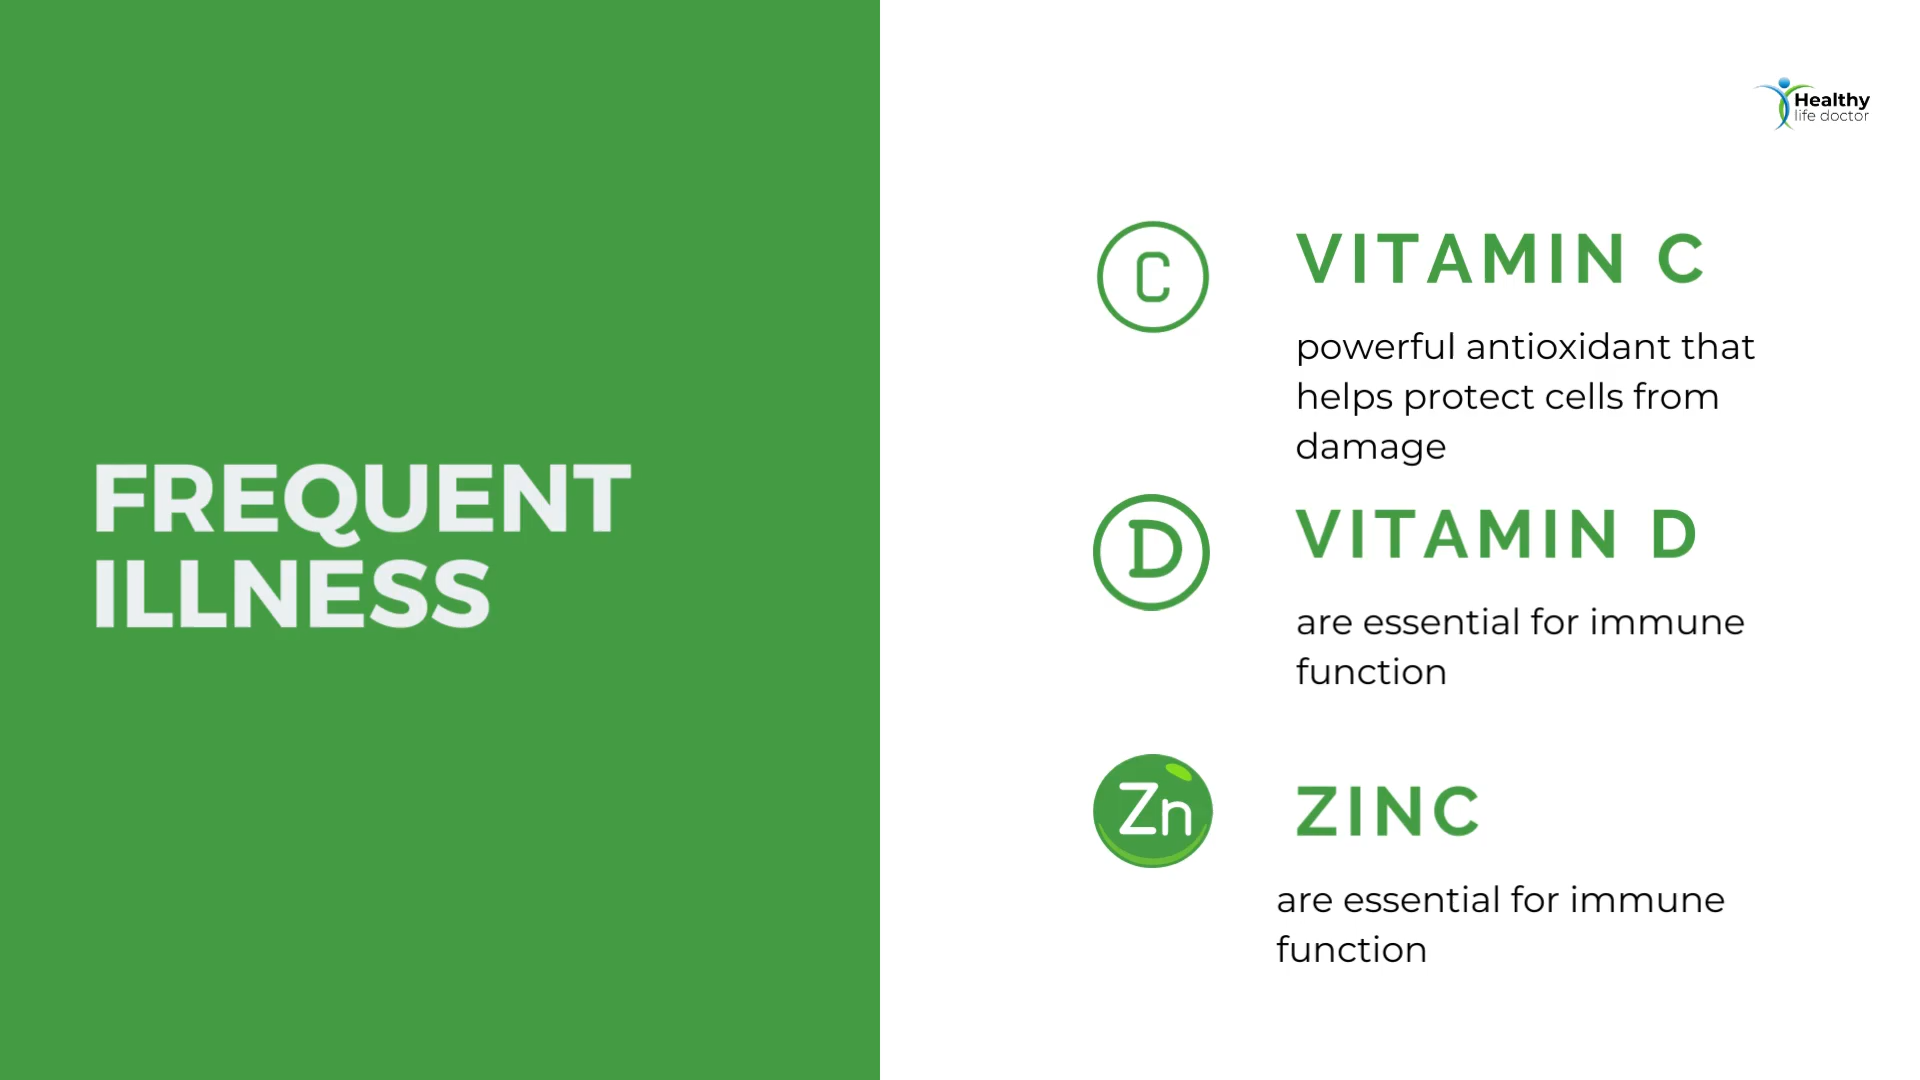 Healthy
life doctor
FREQUENT
ILLNESS
C
VITAMIN C
powerful antioxidant that
helps protect cells from
damage
D
VITAMIN D
are essential for immune
function
Zn
ZINC
are essential for immune
function